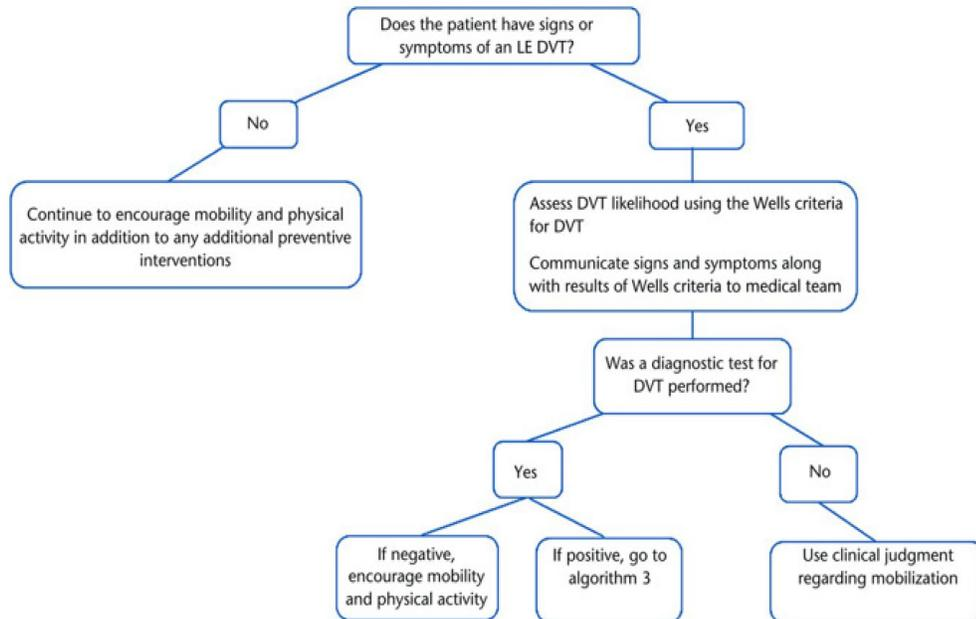 Does the patient have signs or
symptoms of an LE DVT?
No
Yes
Continue to encourage mobility and physical
activity in addition to any additional preventive
interventions
Assess DVT likelihood using the Wells criteria
for DVT
Communicate signs and symptoms along
with results of Wells criteria to medical team
Was a diagnostic test for
DVT performed?
Yes
No
If negative,
encourage mobility
and physical activity
If positive, go to
algorithm 3
Use clinical judgment
regarding mobilization